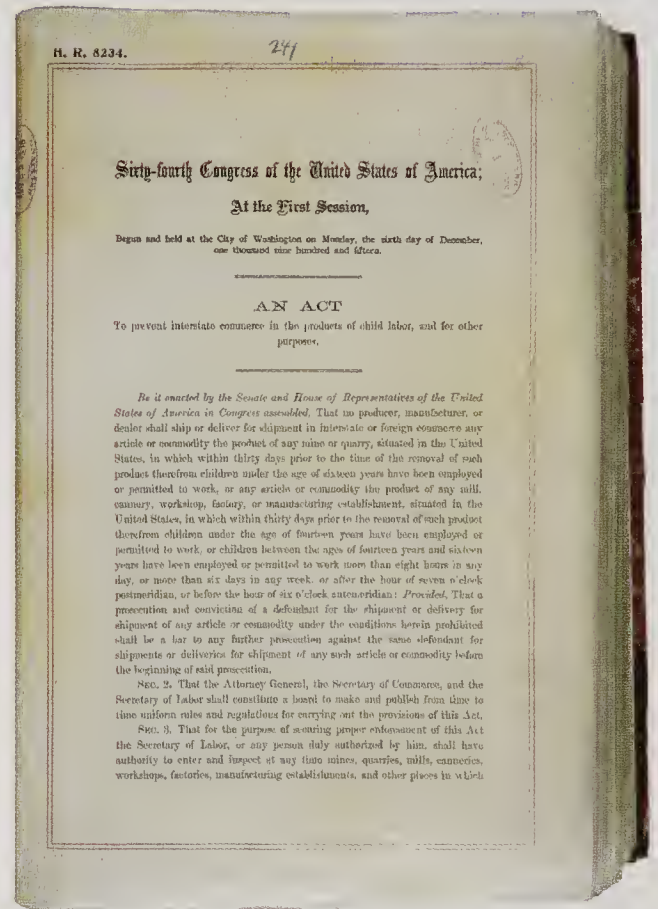 H. R. 8234.
241
Sixty-fourth Congress of the United States of America;
At the First Session,
Begun and held at the City of Washington on Monday, the sixth day of December,
one thousand nine hundred and fifteen.
AN ACT
To prevent interstate commerce in the products of child labor, and for other
purposes.
Be it enacted by the Senate and House of Representatives of the United
States of America in Congress assembled, That no producer, manufacturer, or
dealer shall ship or deliver for shipment in interstate or foreign commerce any
article or commodity the product of any mine or quarry, situated in the United
States, in which within thirty days prior to the time of the removal of such
product therefrom children under the age of sixteen years have been employed
or permitted to work, or any article or commodity the product of any mill,
cannery, workshop, factory, or manufacturing establishment, situated in the
United States, in which within thirty days prior to the removal of such product
therefrom children under the age of fourteen years have been employed or
permitted to work, or children between the ages of fourteen years and sixteen
years have been employed or permitted to work more than eight hours in any
day, or more than six days in any week, or after the hour of seven o'clock
postmeridian, or before the hour of six o'clock antemeridian: Provided, That a
prosecution and conviction of a defendant for the shipment or delivery for
shipment of any article or commodity under the conditions herein prohibited
shall be a bar to any further prosecution against the same defendant for
shipments or deliveries for shipment of any such article or commodity before
the beginning of said prosecution.
SEC. 2. That the Attorney General, the Secretary of Commerce, and the
Secretary of Labor shall constitute a board to make and publish from time to
time uniform rules and regulations for carrying out the provisions of this Act.
SEC. 3. That for the purpose of securing proper enforcement of this Act
the Secretary of Labor, or any person duly authorized by him, shall have
authority to enter and inspect at any time mines, quarries, mills, canneries,
workshops, factories, manufacturing establishments, and other places in which